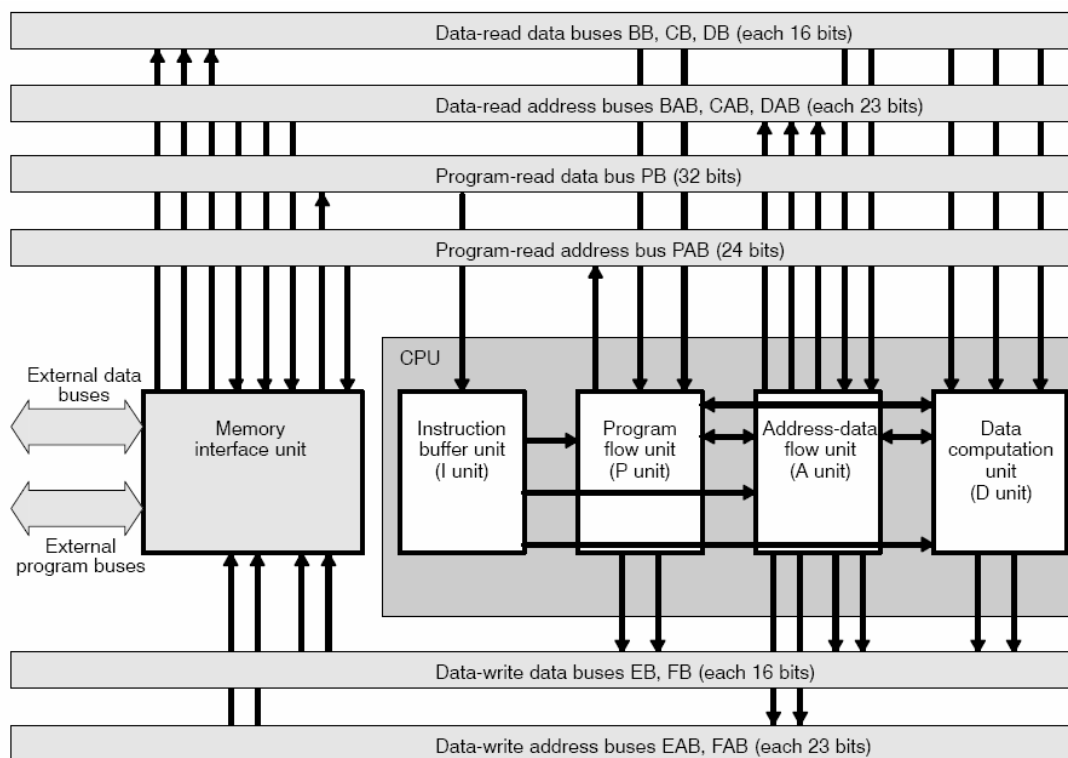 Data-read data buses BB, CB, DB (each 16 bits)
Data-read address buses BAB, CAB, DAB (each 23 bits)
Program-read data bus PB (32 bits)
Program-read address bus PAB (24 bits)
CPU
External data
buses
Memory
interface unit
External
program buses
Instruction
buffer unit
(I unit)
Program
flow unit
(P unit)
Address-data
flow unit
(A unit)
Data
computation
unit
(D unit)
Data-write data buses EB, FB (each 16 bits)
Data-write address buses EAB, FAB (each 23 bits)